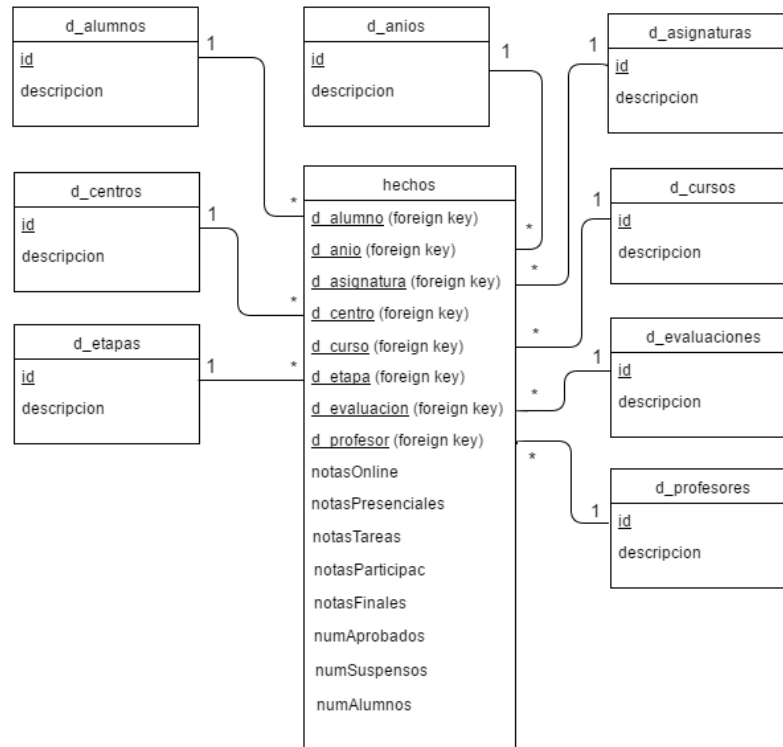 d_alumnos
id
descripcion
1
d_anios
id
descripcion
1
d_asignaturas
id
descripcion
1
d_centros
id
descripcion
1
d_etapas
id
descripcion
1
hechos
* d_alumno (foreign key)
d_anio (foreign key) *
d_asignatura (foreign key) *
* d_centro (foreign key)
d_curso (foreign key) *
* d_etapa (foreign key)
d_evaluacion (foreign key) *
d_profesor (foreign key) *
notasOnline
notasPresenciales
notasTareas
notasParticipac
notasFinales
numAprobados
numSuspensos
numAlumnos
d_cursos
1
id
descripcion
d_evaluaciones
1
id
descripcion
d_profesores
1
id
descripcion